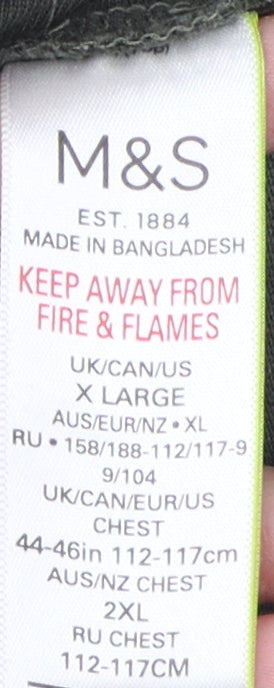 M&S
EST. 1884
MADE IN BANGLADESH
KEEP AWAY FROM
FIRE & FLAMES
UK/CAN/US
X LARGE
AUS/EUR/NZ • XL
RU • 158/188-112/117-9
9/104
UK/CAN/EUR/US
CHEST
44-46in 112-117cm
AUS/NZ CHEST
2XL
RU CHEST
112-117CM